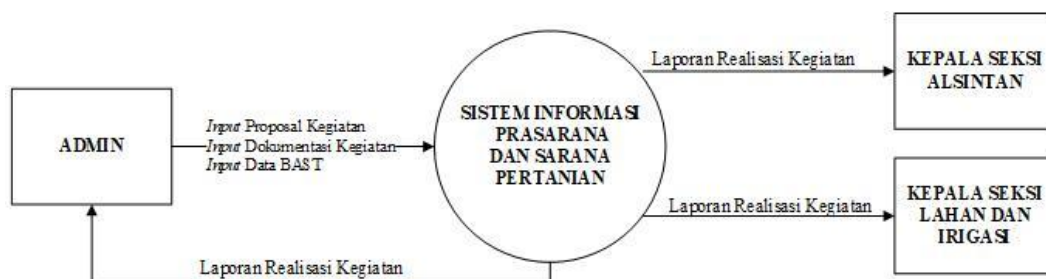 ADMIN
Input Proposal Kegiatan
Input Dokumentasi Kegiatan
Input Data BAST
SISTEM INFORMASI
PRASARANA
DAN SARANA
PERTANIAN
Laporan Realisasi Kegiatan
KEPALA SEKSI
ALSINTAN
Laporan Realisasi Kegiatan
KEPALA SEKSI
LAHAN DAN
IRIGASI
Laporan Realisasi Kegiatan